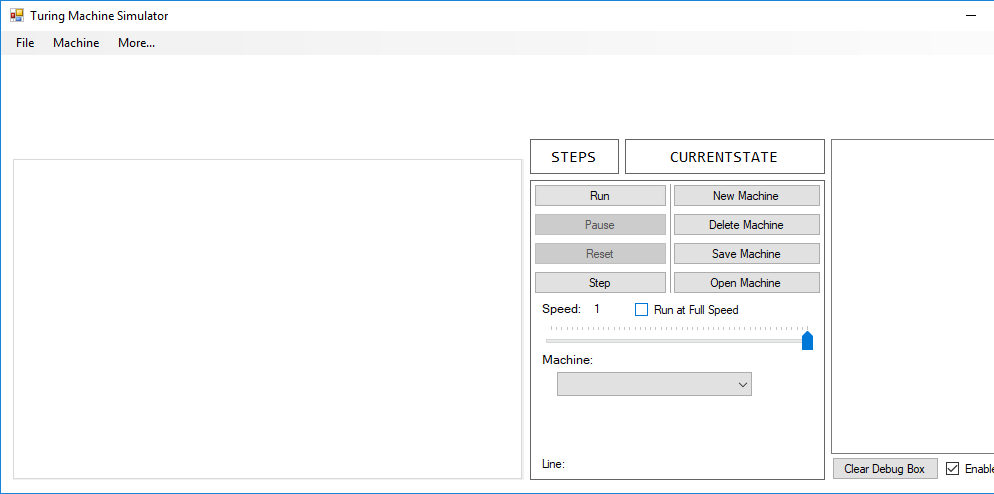 Turing Machine Simulator
File Machine More...
STEPS CURRENTSTATE
Run New Machine
Pause Delete Machine
Reset Save Machine
Step Open Machine
Speed: 1 Run at Full Speed
Machine:
Line:
Clear Debug Box Enable